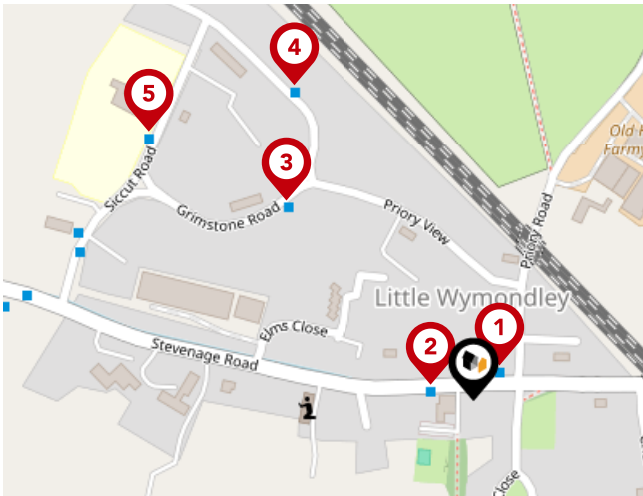 4
5
Old
Farmy
3
Siccut Road
Grimstone Road
Priory View
Priory Road
Little Wymondley
1
Elms Close
2
Stevenage Road
i
Close